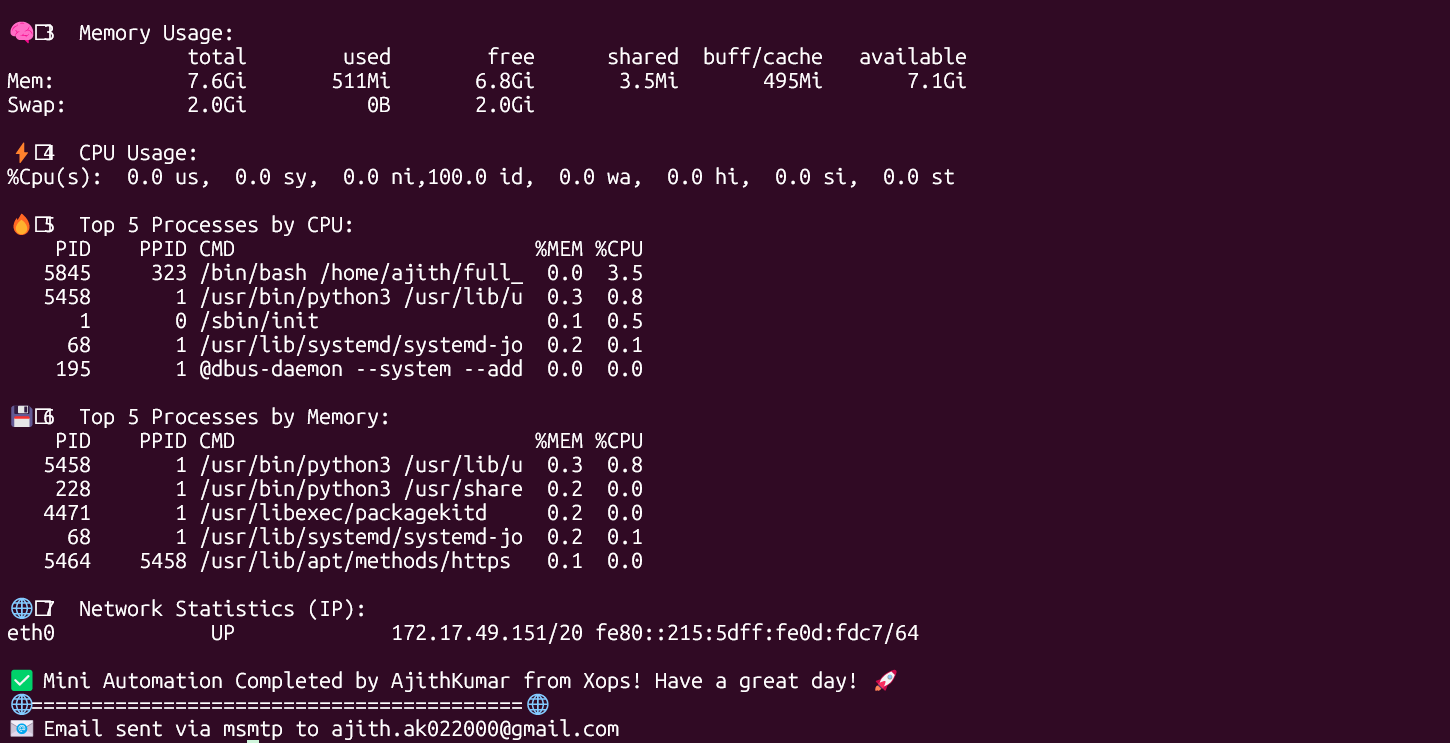 🧠3  Memory Usage:
               total        used        free      shared  buff/cache   available
Mem:           7.6Gi       511Mi       6.8Gi       3.5Mi       495Mi       7.1Gi
Swap:          2.0Gi          0B       2.0Gi
⚡4  CPU Usage:
%Cpu(s):  0.0 us,  0.0 sy,  0.0 ni,100.0 id,  0.0 wa,  0.0 hi,  0.0 si,  0.0 st
🔥5  Top 5 Processes by CPU:
    PID    PPID CMD                         %MEM %CPU
   5845     323 /bin/bash /home/ajith/full_  0.0  3.5
   5458       1 /usr/bin/python3 /usr/lib/u  0.3  0.8
      1       0 /sbin/init                   0.1  0.5
     68       1 /usr/lib/systemd/systemd-jo  0.2  0.1
    195       1 @dbus-daemon --system --add  0.0  0.0
💾6  Top 5 Processes by Memory:
    PID    PPID CMD                         %MEM %CPU
   5458       1 /usr/bin/python3 /usr/lib/u  0.3  0.8
    228       1 /usr/bin/python3 /usr/share  0.2  0.0
   4471       1 /usr/libexec/packagekitd     0.2  0.0
     68       1 /usr/lib/systemd/systemd-jo  0.2  0.1
   5464    5458 /usr/lib/apt/methods/https   0.1  0.0
🌐7  Network Statistics (IP):
eth0             UP             172.17.49.151/20 fe80::215:5dff:fe0d:fdc7/64
✅ Mini Automation Completed by AjithKumar from Xops! Have a great day! 🚀
🌐=========================================🌐
📧 Email sent via msmtp to ajith.ak022000@gmail.com